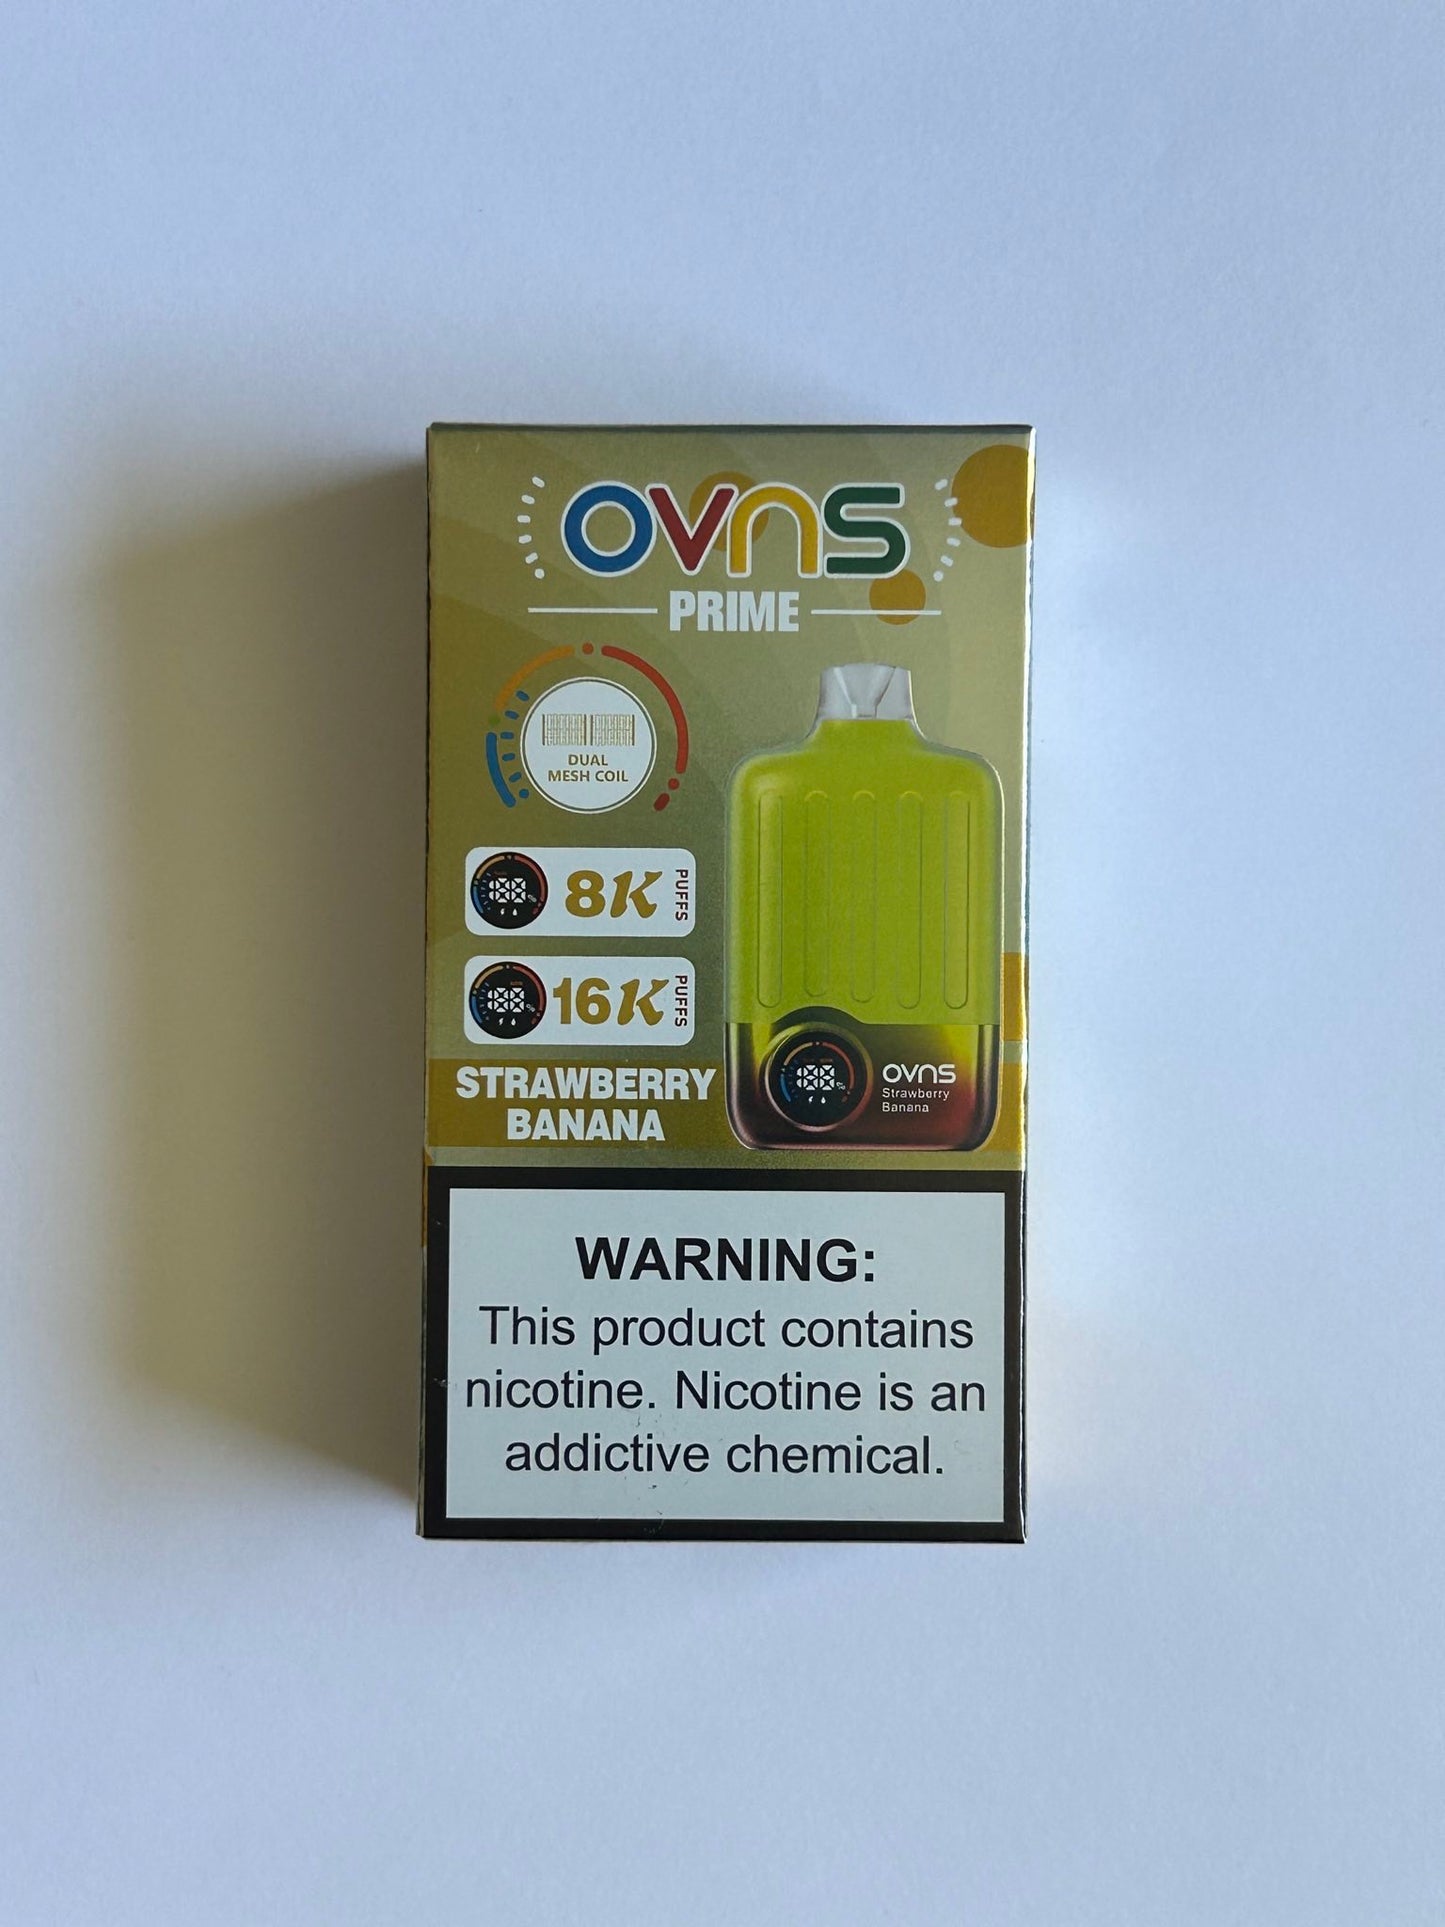 OVNS
PRIME
DUAL
MESH COIL
8K PUFFS
16K PUFFS
STRAWBERRY
BANANA
OVNS
Strawberry
Banana
WARNING:
This product contains
nicotine. Nicotine is an
addictive chemical.